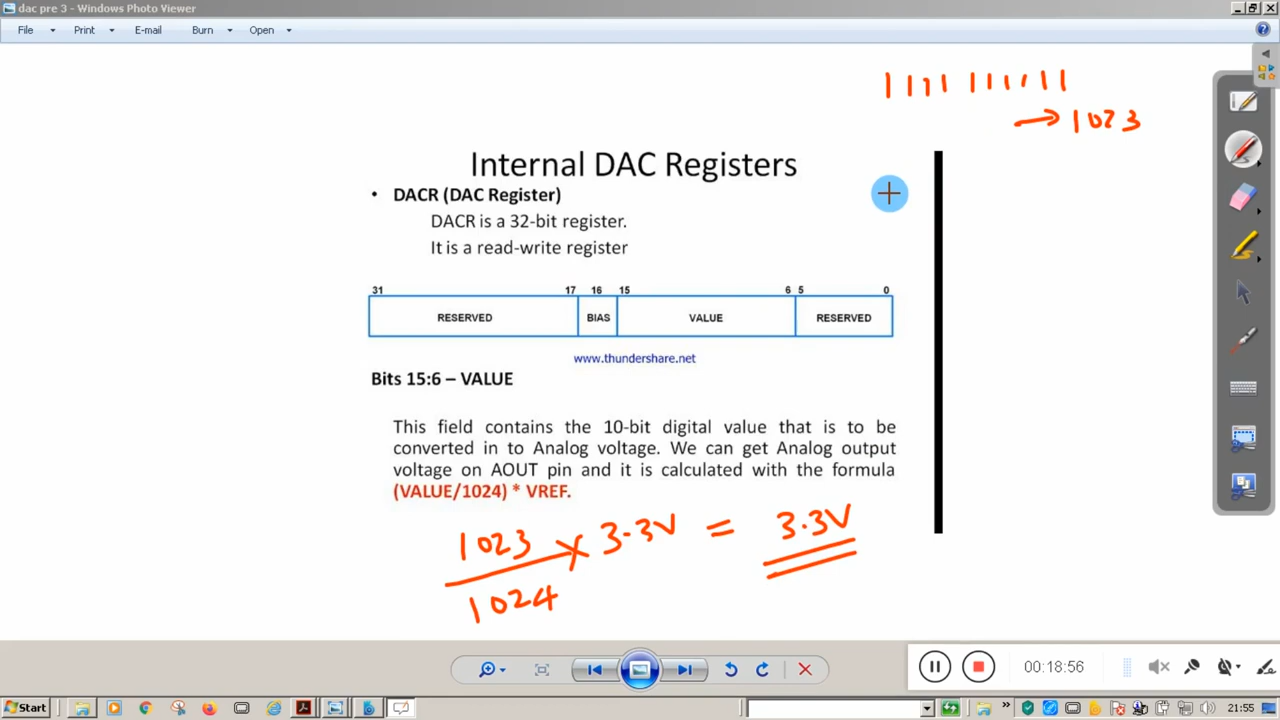 dac pre 3 - Windows Photo Viewer
File Print E-mail Burn Open
1111 111111
→ 1023
Internal DAC Registers
• DACR (DAC Register)
DACR is a 32-bit register.
It is a read-write register
31 17 16 15 6 5 0
RESERVED BIAS VALUE RESERVED
www.thundershare.net
Bits 15:6 – VALUE
This field contains the 10-bit digital value that is to be
converted in to Analog voltage. We can get Analog output
voltage on AOUT pin and it is calculated with the formula
(VALUE/1024) * VREF.
1023 × 3.3V = 3.3V
1024
00:18:56
Start
21:55